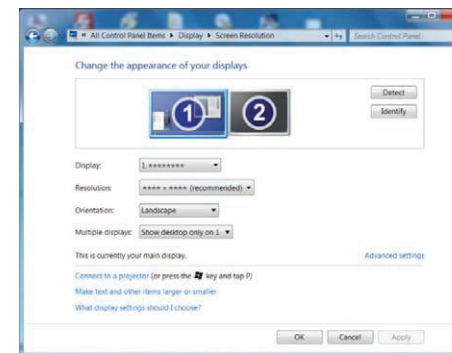 « All Control Panel Items ▸ Display ▸ Screen Resolution
Search Control Panel
Change the appearance of your displays
1 2
Detect
Identify
Display: 1.********
Resolution: **** × **** (recommended)
Orientation: Landscape
Multiple displays: Show desktop only on 1
This is currently your main display.
Advanced settings
Connect to a projector (or press the key and tap P)
Make text and other items larger or smaller
What display settings should I choose?
OK Cancel Apply